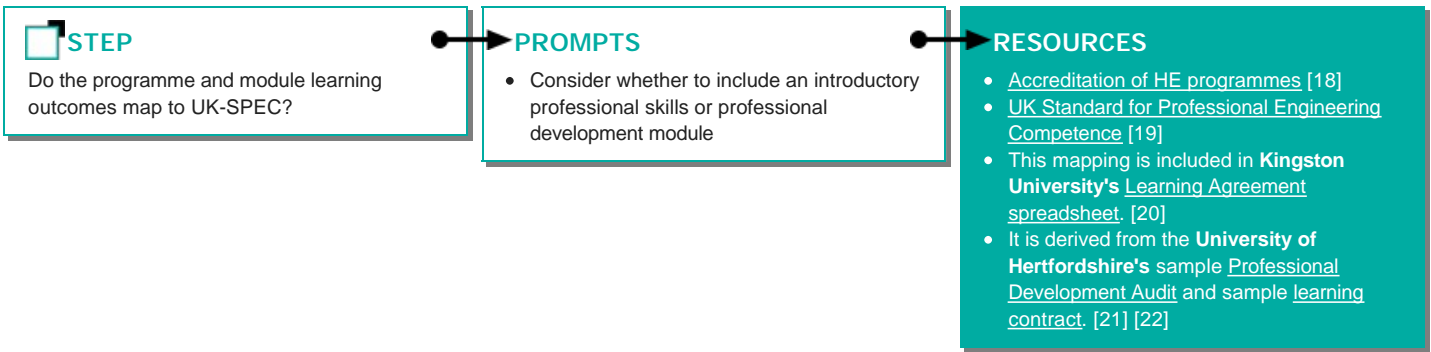 STEP
Do the programme and module learning
outcomes map to UK-SPEC?
PROMPTS
• Consider whether to include an introductory
professional skills or professional
development module
RESOURCES
• Accreditation of HE programmes [18]
• UK Standard for Professional Engineering
Competence [19]
• This mapping is included in Kingston
University's Learning Agreement
spreadsheet. [20]
• It is derived from the University of
Hertfordshire's sample Professional
Development Audit and sample learning
contract. [21] [22]